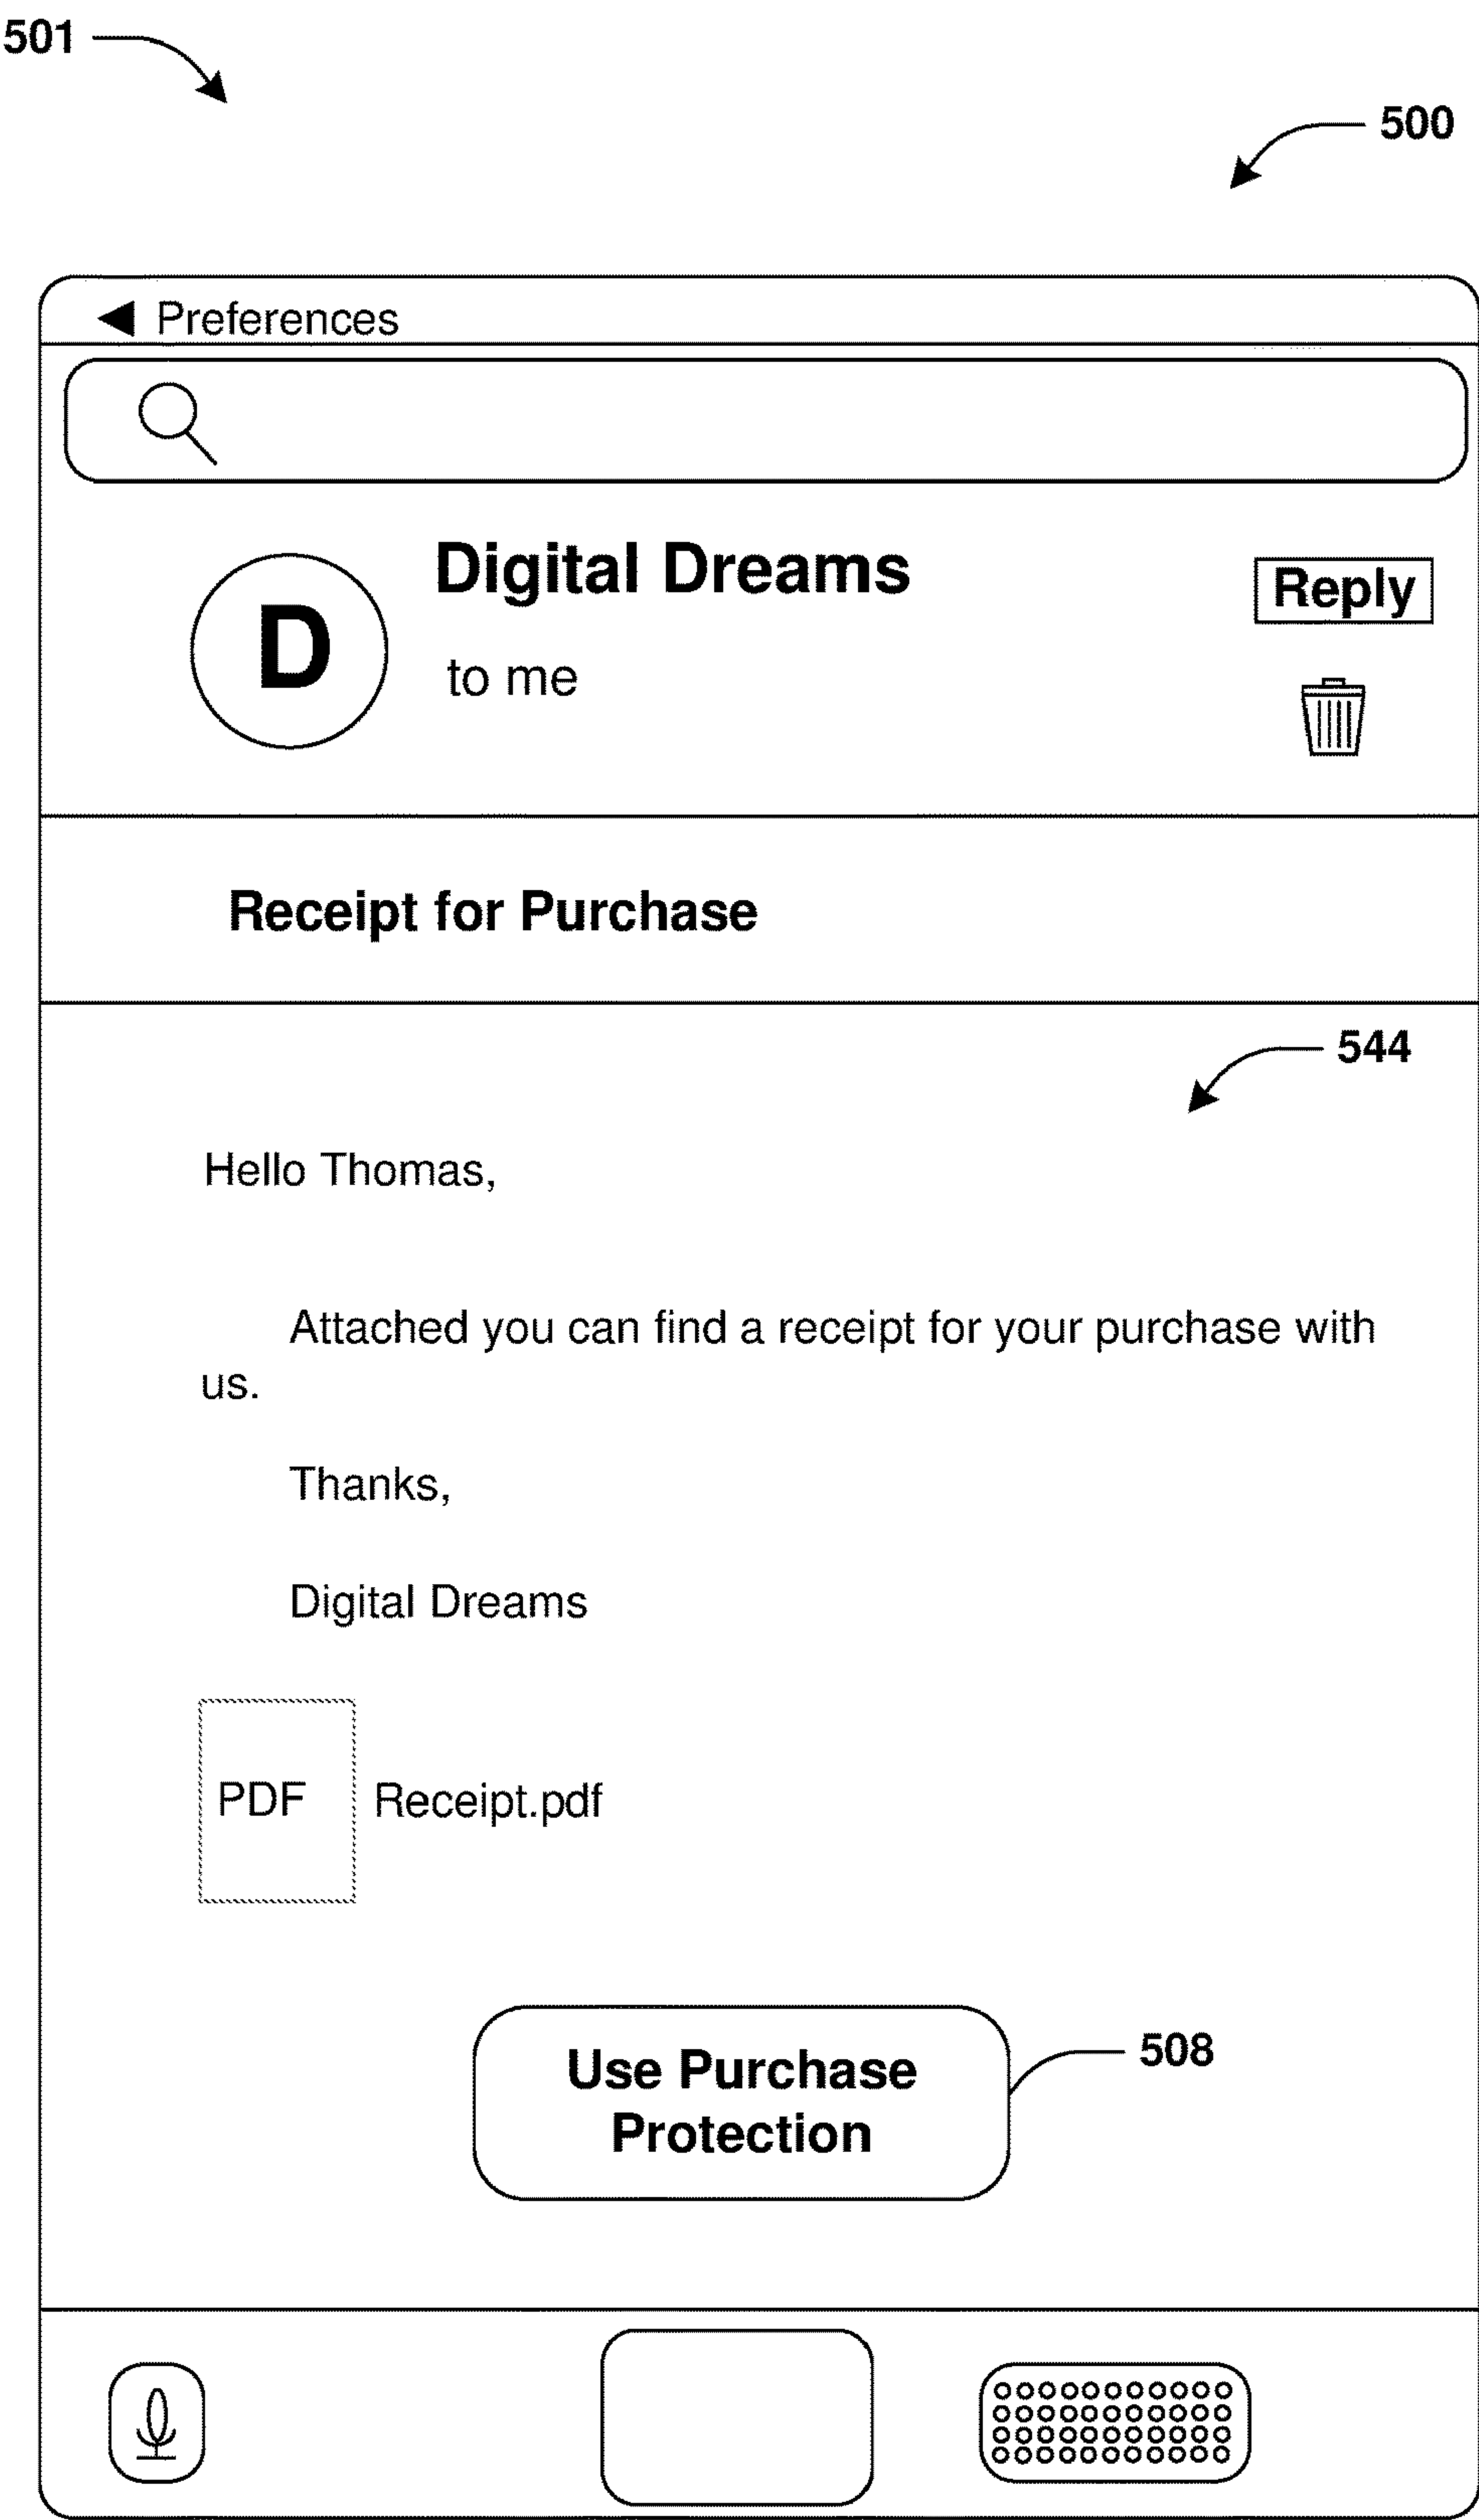 501
500
Preferences
Digital Dreams
Reply
D
to me
Receipt for Purchase
544
Hello Thomas,
Attached you can find a receipt for your purchase with
us.
Thanks,
Digital Dreams
PDF Receipt.pdf
Use Purchase
Protection
508